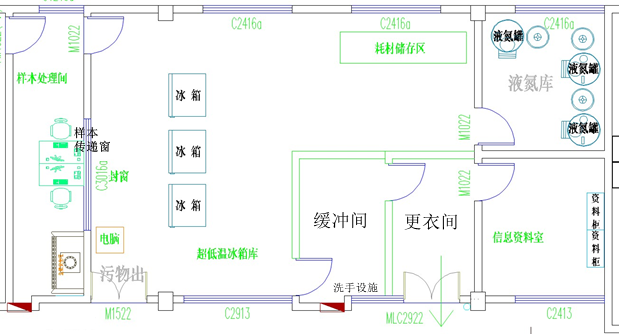 C2416a
C2416a
C2416a
M1022
液氮罐
样本处理间
耗材储存区
液氮库
液氮罐
冰箱
样本
传递窗
冰箱
M1022
液氮罐
C3016a
封窗
M1022
冰箱
缓冲间
更衣间
资料柜
电脑
信息资料室
资料柜
超低温冰箱库
污物出
洗手设施
M1522
C2913
MLC2922
C2413